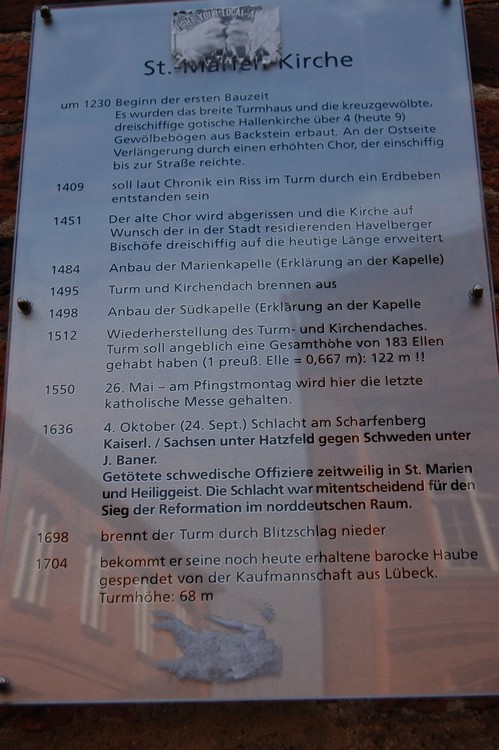 St.-Marien-Kirche
um 1230 Beginn der ersten Bauzeit
Es wurden das breite Turmhaus und die kreuzgewölbte,
dreischiffige gotische Hallenkirche über 4 (heute 9)
Gewölbebögen aus Backstein erbaut. An der Ostseite
Verlängerung durch einen erhöhten Chor, der einschiffig
bis zur Straße reichte.
1409 soll laut Chronik ein Riss im Turm durch ein Erdbeben
entstanden sein
1451 Der alte Chor wird abgerissen und die Kirche auf
Wunsch der in der Stadt residierenden Havelberger
Bischöfe dreischiffig auf die heutige Länge erweitert
1484 Anbau der Marienkapelle (Erklärung an der Kapelle)
1495 Turm und Kirchendach brennen aus
1498 Anbau der Südkapelle (Erklärung an der Kapelle
1512 Wiederherstellung des Turm- und Kirchendaches.
Turm soll angeblich eine Gesamthöhe von 183 Ellen
gehabt haben (1 preuß. Elle = 0,667 m): 122 m !!
1550 26. Mai – am Pfingstmontag wird hier die letzte
katholische Messe gehalten.
1636 4. Oktober (24. Sept.) Schlacht am Scharfenberg
Kaiserl. / Sachsen unter Hatzfeld gegen Schweden unter
J. Baner.
Getötete schwedische Offiziere zeitweilig in St. Marien
und Heiliggeist. Die Schlacht war mitentscheidend für den
Sieg der Reformation im norddeutschen Raum.
1698 brennt der Turm durch Blitzschlag nieder
1704 bekommt er seine noch heute erhaltene barocke Haube
gespendet von der Kaufmannschaft aus Lübeck.
Turmhöhe: 68 m